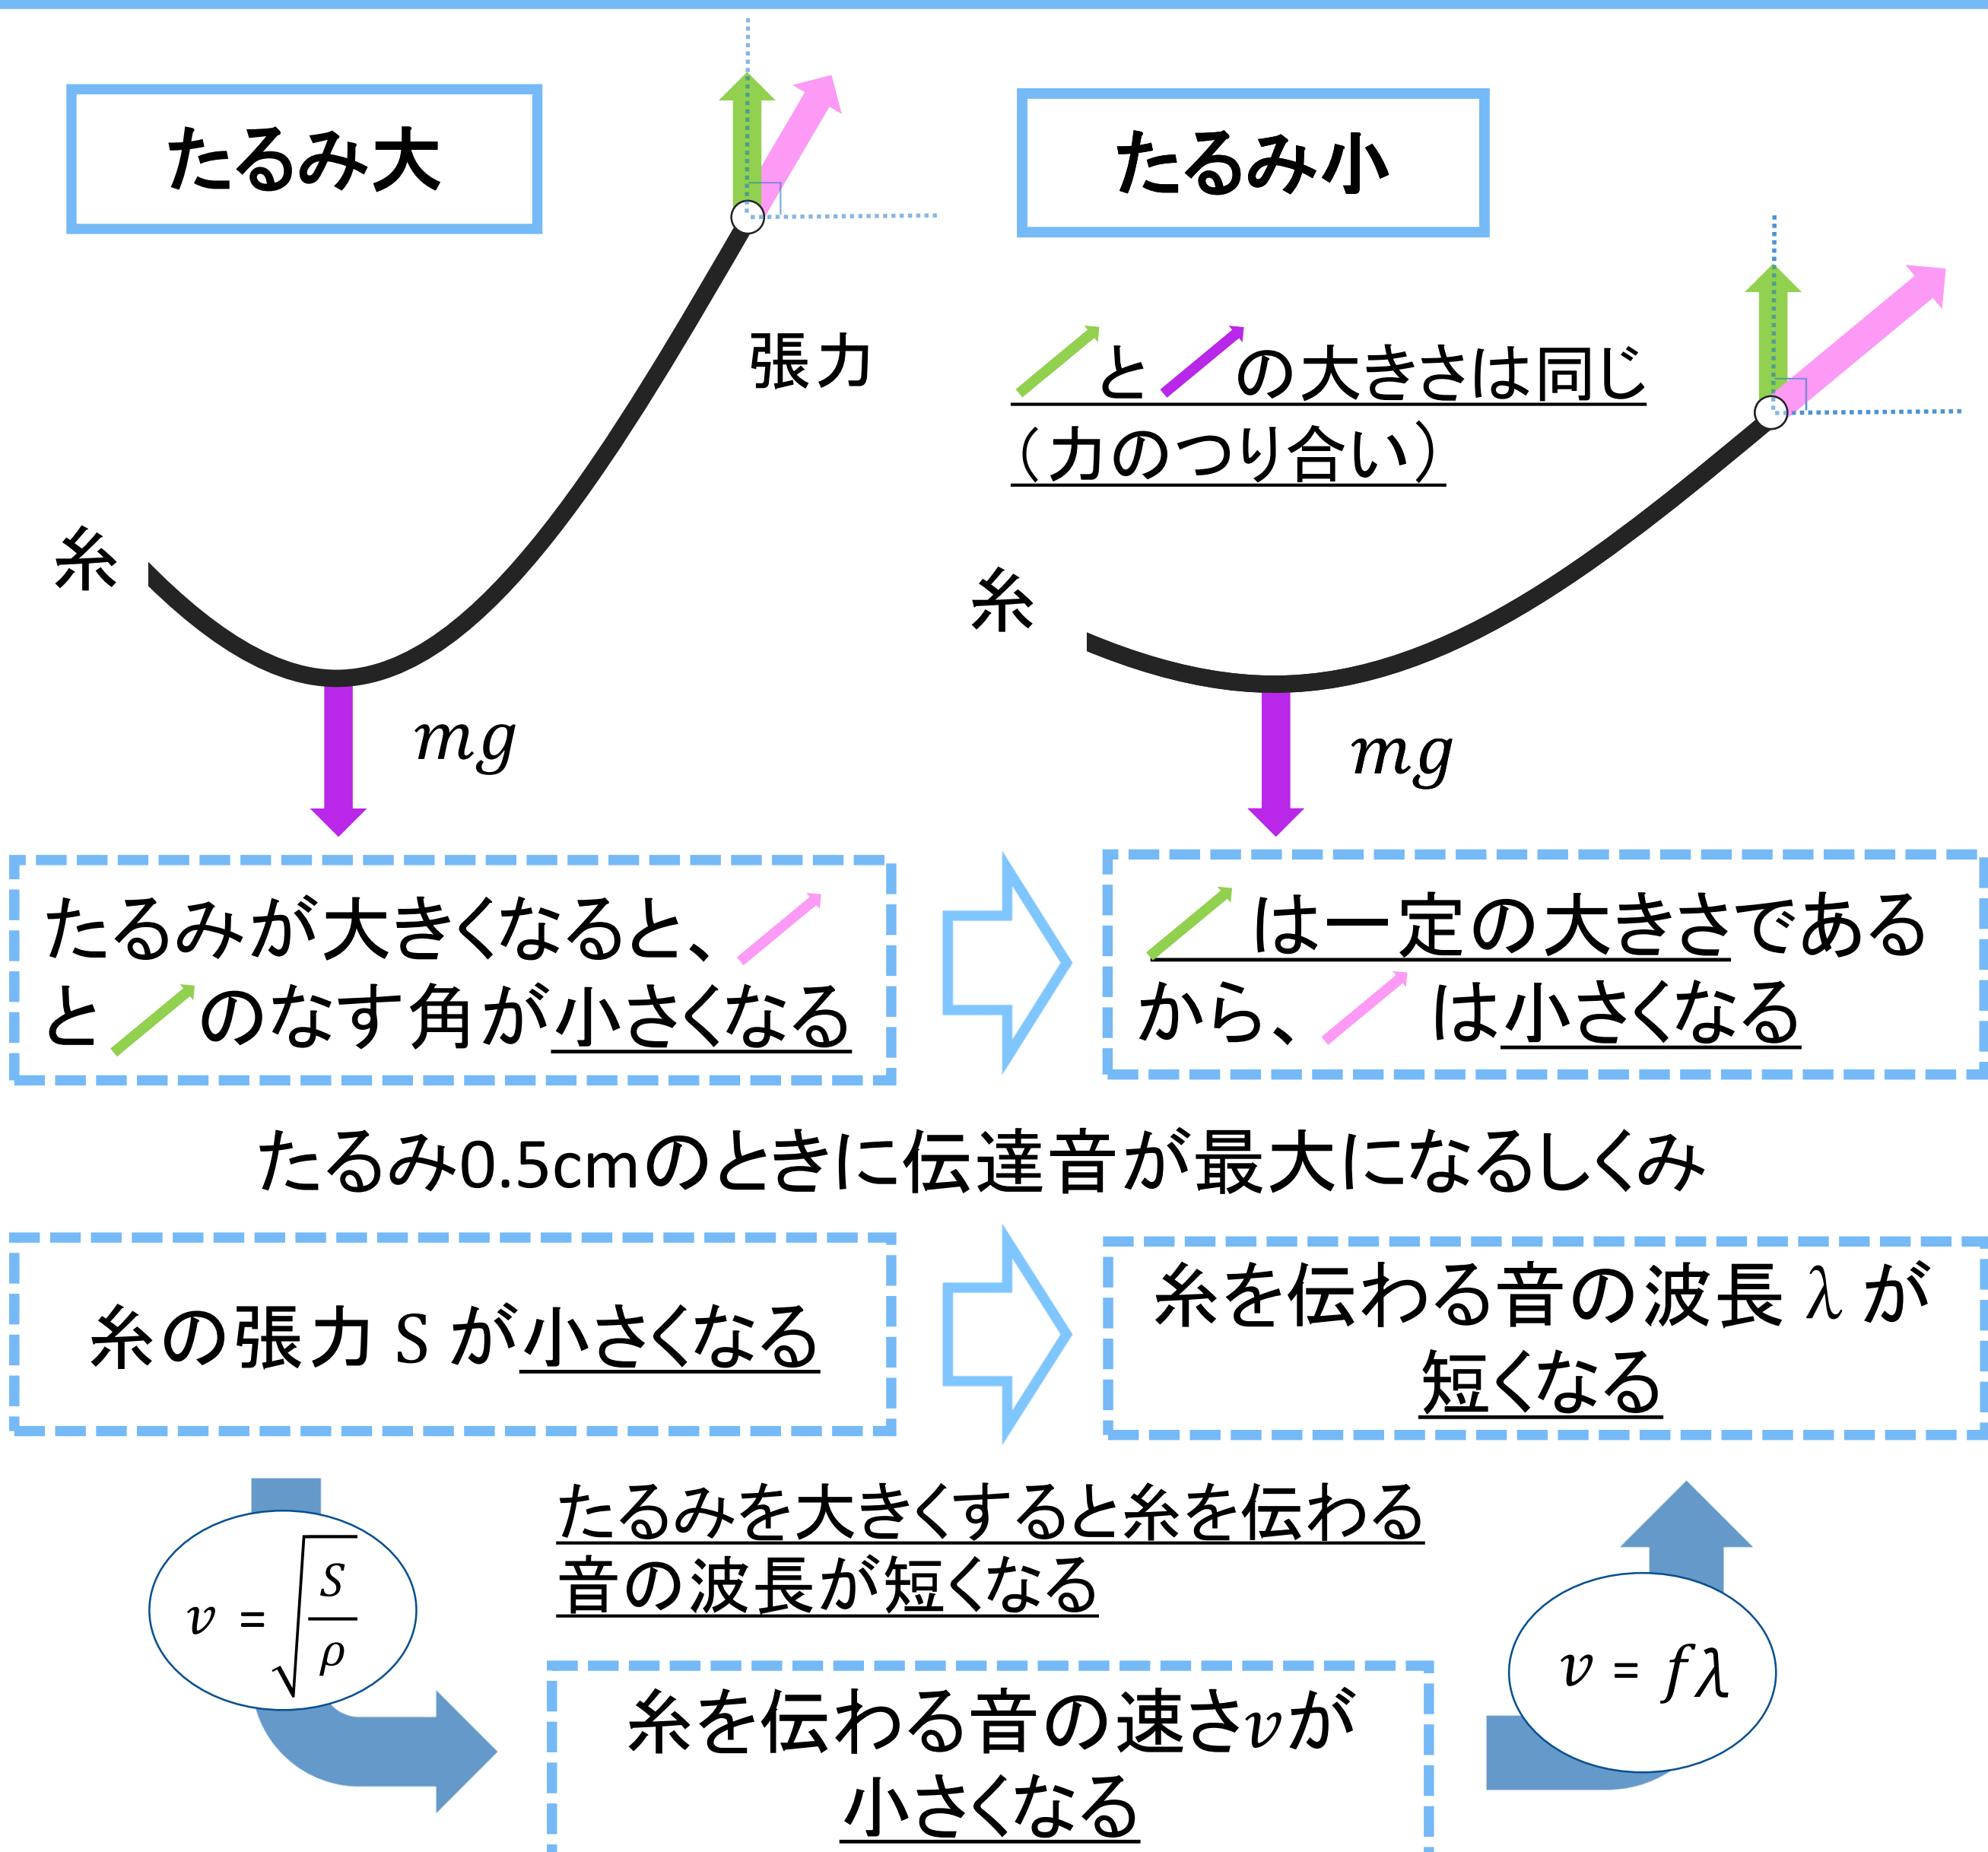 たるみ大
たるみ小
張力
と の大きさは同じ
（力のつり合い）
糸
糸
mg
mg
たるみが大きくなると、
と のなす角が小さくなる
は一定の大きさである
から、 は小さくなる
たるみ0.5cmのときに伝達音が最大になるしくみ
糸の張力 S が小さくなる
糸を伝わる音の波長 λ が
短くなる
たるみを大きくすると糸を伝わる
音の波長が短くなる
v = √(S/ρ)
v = fλ
糸を伝わる音の速さvが
小さくなる